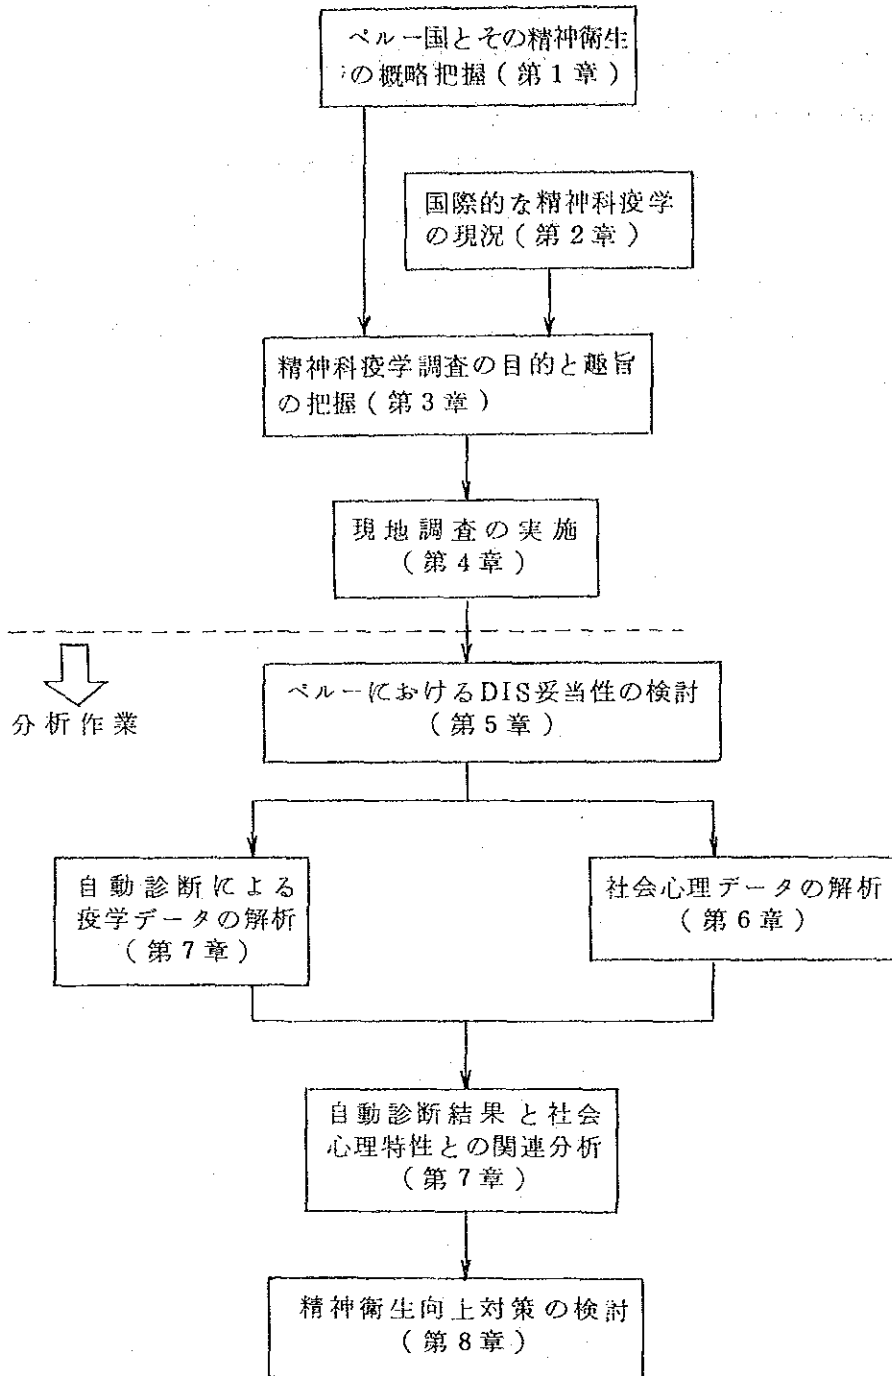 ペルー国とその精神衛生
の概略把握(第1章)
国際的な精神科疫学
の現況(第2章)
精神科疫学調査の目的と趣旨
の把握(第3章)
現地調査の実施
(第4章)
分析作業
ペルーにおけるDIS妥当性の検討
(第5章)
自動診断による
疫学データの解析
(第7章)
社会心理データの解析
(第6章)
自動診断結果と社会
心理特性との関連分析
(第7章)
精神衛生向上対策の検討
(第8章)